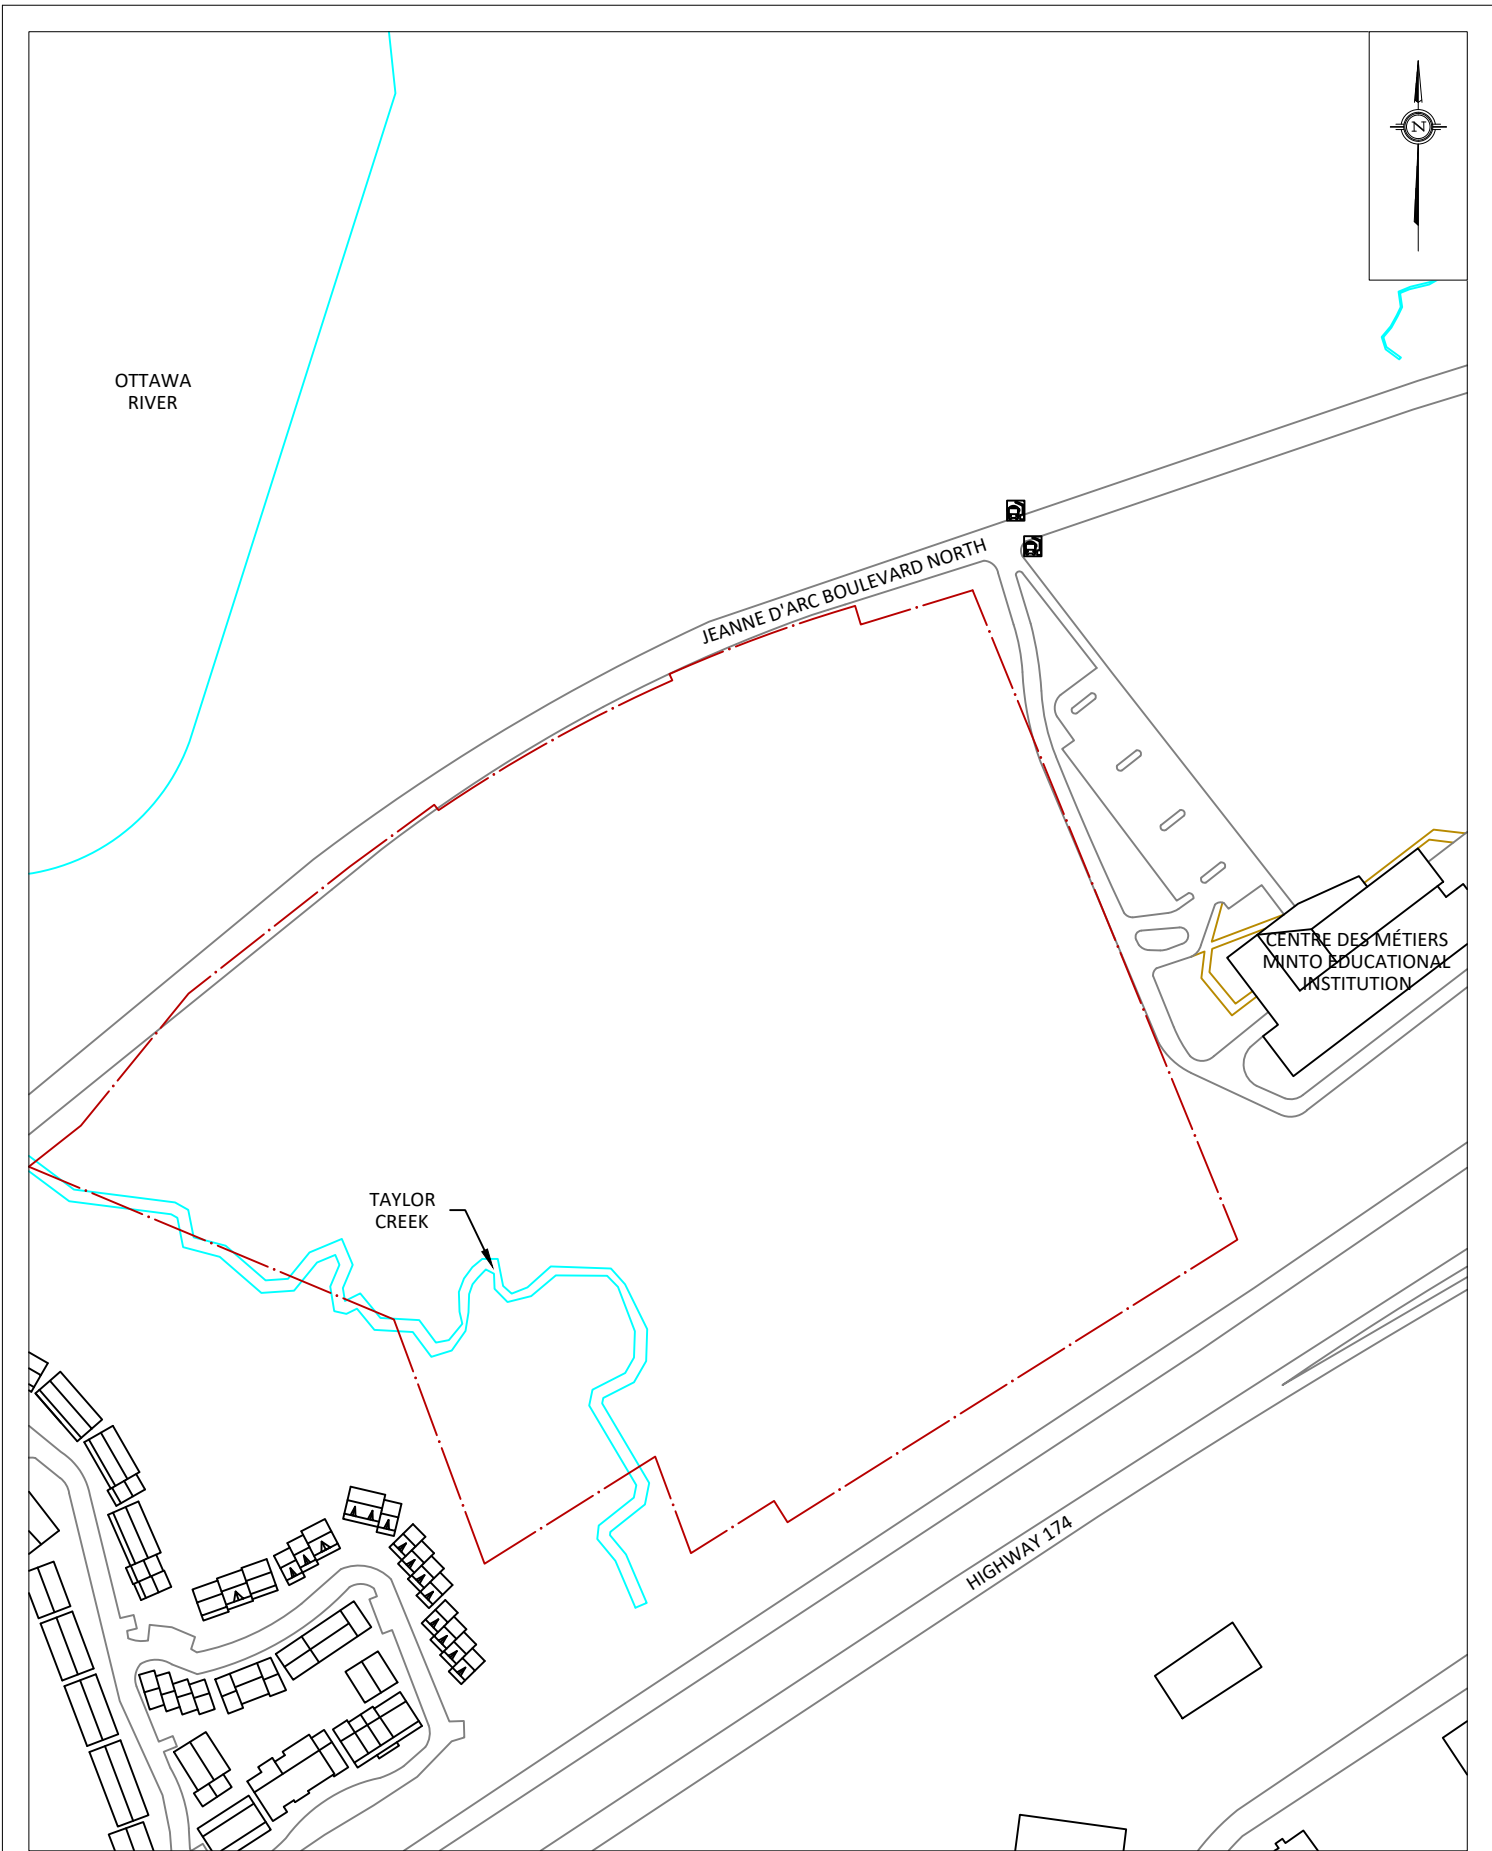 N
OTTAWA
RIVER
JEANNE D'ARC BOULEVARD NORTH
CENTRE DES MÉTIERS
MINTO EDUCATIONAL
INSTITUTION
TAYLOR
CREEK
HIGHWAY 174